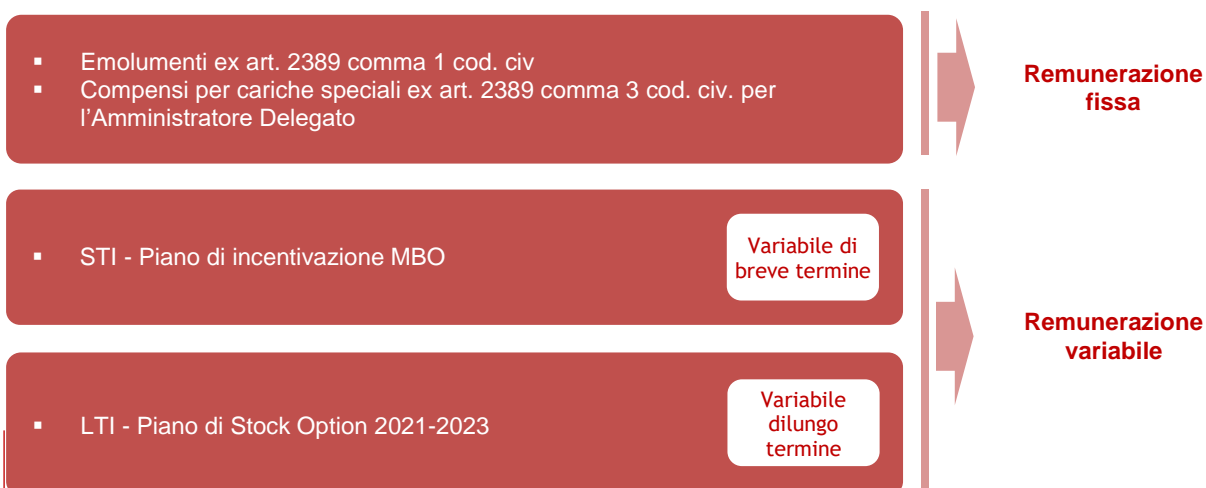 ▪ Emolumenti ex art. 2389 comma 1 cod. civ
▪ Compensi per cariche speciali ex art. 2389 comma 3 cod. civ. per
l'Amministratore Delegato
Remunerazione
fissa
▪ STI - Piano di incentivazione MBO
Variabile di
breve termine
▪ LTI - Piano di Stock Option 2021-2023
Variabile
dilungo
termine
Remunerazione
variabile